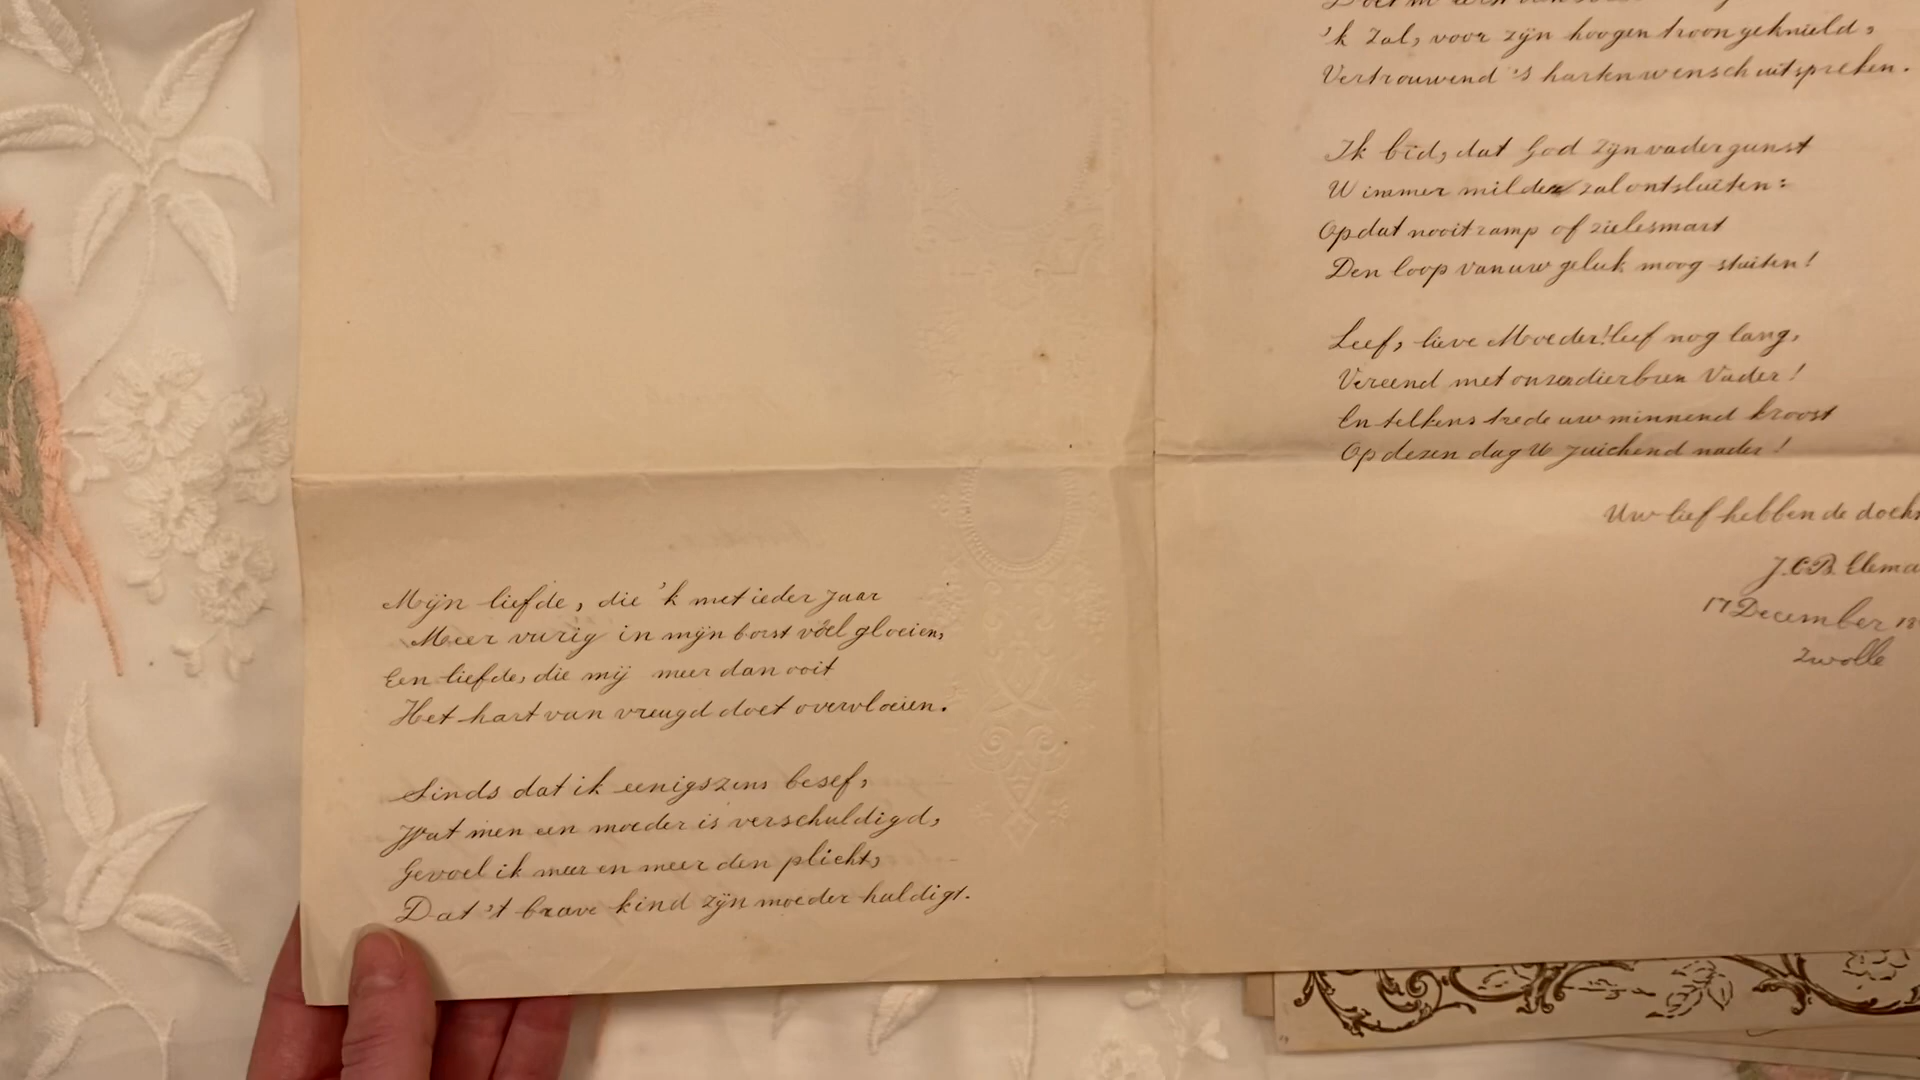 Mijn liefde, die 'k met ieder jaar
Meer vurig in mijn borst voel gloeien,
Een liefde, die mij meer dan ooit
Het hart van vreugd doet overvloeien.
Sinds dat ik eenigszins besef,
Wat men een moeder is verschuldigd,
Gevoel ik meer en meer den plicht,
Dat 't brave kind zijn moeder huldigt.
'k Zal, voor zijn hoogen troon geknield,
Vertrouwend 's harten wensch uitspreken.
Ik bid, dat God zijn vadergunst
U immer milder zal ontsluiten:
Opdat nooit ramp of zielesmart
Den loop van uw geluk moog stuiten!
Leef, lieve Moeder! leef nog lang,
Vereend met onzen dierbren Vader!
En telkens trede uw minnend kroost
Op dezen dag U juichend nader!
Uw liefhebbende
J.C.B.
17 December
Zwolle